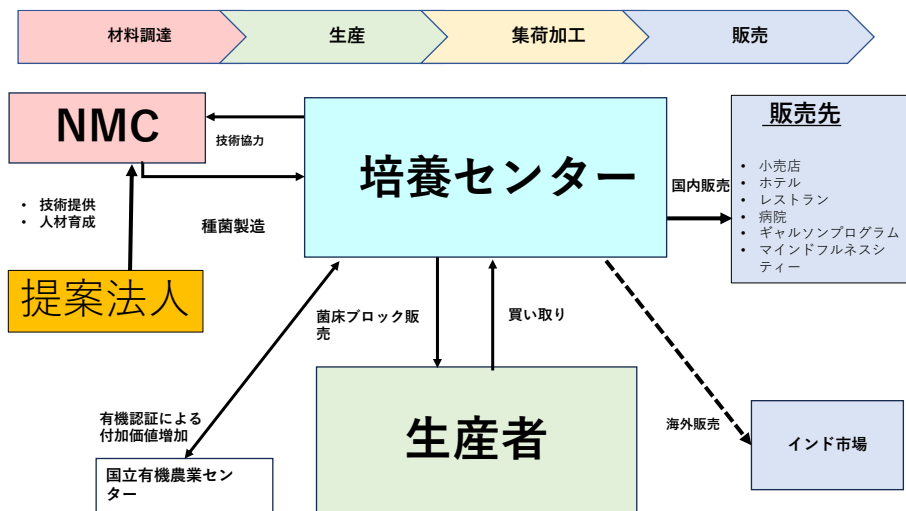 材料調達
生産
集荷加工
販売
NMC
技術協力
培養センター
販売先
• 小売店
• ホテル
• レストラン
• 病院
• ギャルソンプログラム
• マインドフルネスシ
ティー
国内販売
• 技術提供
• 人材育成
種菌製造
提案法人
菌床ブロック販
売
買い取り
有機認証による
付加価値増加
生産者
海外販売
インド市場
国立有機農業セン
ター